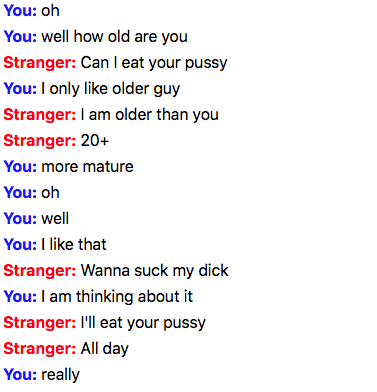 You: oh
You: well how old are you
Stranger: Can I eat your pussy
You: I only like older guy
Stranger: I am older than you
Stranger: 20+
You: more mature
You: oh
You: well
You: I like that
Stranger: Wanna suck my dick
You: I am thinking about it
Stranger: I'll eat your pussy
Stranger: All day
You: really